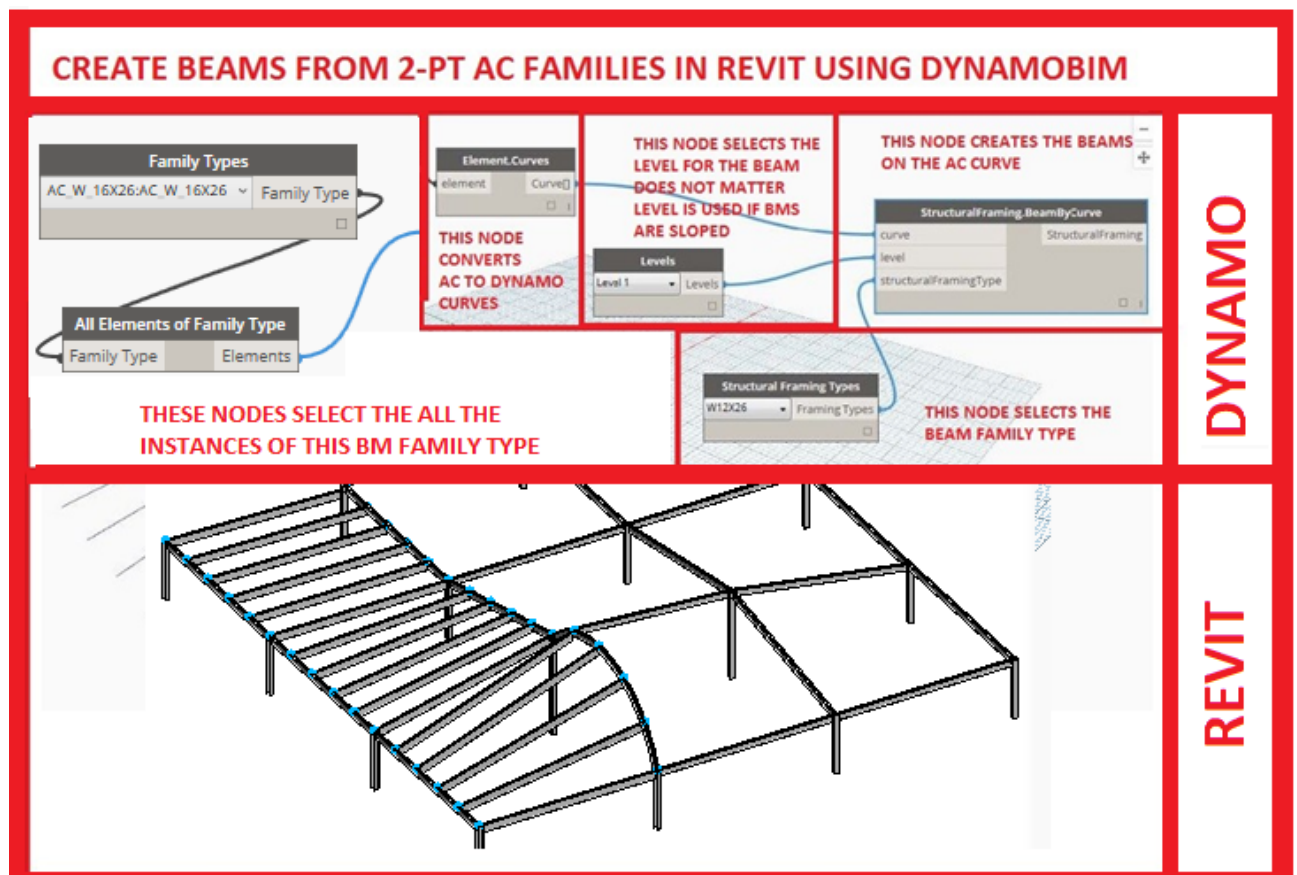 CREATE BEAMS FROM 2-PT AC FAMILIES IN REVIT USING DYNAMOBIM
Family Types
AC_W_16X26:AC_W_16X26
Family Type
All Elements of Family Type
Family Type
Elements
THESE NODES SELECT THE ALL THE
INSTANCES OF THIS BM FAMILY TYPE
Element.Curves
element
Curve[]
THIS NODE
CONVERTS
AC TO DYNAMO
CURVES
THIS NODE SELECTS THE
LEVEL FOR THE BEAM
DOES NOT MATTER
LEVEL IS USED IF BMS
ARE SLOPED
Levels
Level 1
Levels
THIS NODE CREATES THE BEAMS
ON THE AC CURVE
StructuralFraming.BeamByCurve
curve
StructuralFraming
level
structuralFramingType
Structural Framing Types
W12X26
Framing Types
THIS NODE SELECTS THE
BEAM FAMILY TYPE
DYNAMO
REVIT